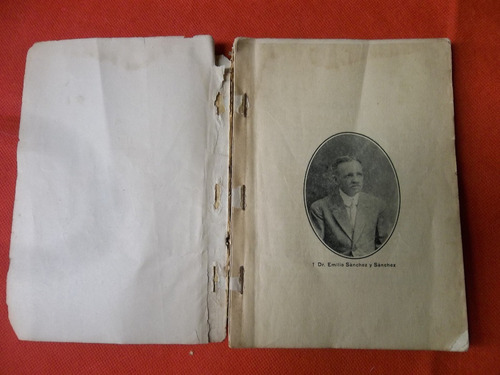 † Dr. Emilio Sánchez y Sánchez